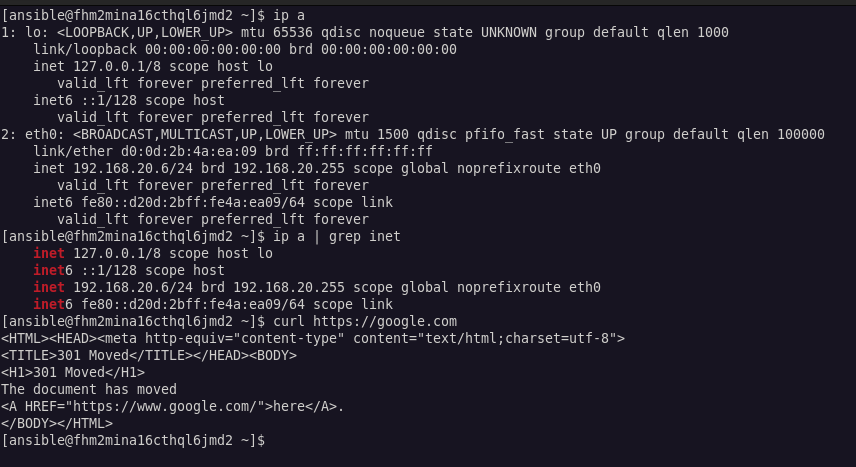 [ansible@fhm2mina16cthql6jmd2 ~]$ ip a
1: lo: <LOOPBACK,UP,LOWER_UP> mtu 65536 qdisc noqueue state UNKNOWN group default qlen 1000
    link/loopback 00:00:00:00:00:00 brd 00:00:00:00:00:00
    inet 127.0.0.1/8 scope host lo
       valid_lft forever preferred_lft forever
    inet6 ::1/128 scope host
       valid_lft forever preferred_lft forever
2: eth0: <BROADCAST,MULTICAST,UP,LOWER_UP> mtu 1500 qdisc pfifo_fast state UP group default qlen 100000
    link/ether d0:0d:2b:4a:ea:09 brd ff:ff:ff:ff:ff:ff
    inet 192.168.20.6/24 brd 192.168.20.255 scope global noprefixroute eth0
       valid_lft forever preferred_lft forever
    inet6 fe80::d20d:2bff:fe4a:ea09/64 scope link
       valid_lft forever preferred_lft forever
[ansible@fhm2mina16cthql6jmd2 ~]$ ip a | grep inet
    inet 127.0.0.1/8 scope host lo
    inet6 ::1/128 scope host
    inet 192.168.20.6/24 brd 192.168.20.255 scope global noprefixroute eth0
    inet6 fe80::d20d:2bff:fe4a:ea09/64 scope link
[ansible@fhm2mina16cthql6jmd2 ~]$ curl https://google.com
<HTML><HEAD><meta http-equiv="content-type" content="text/html;charset=utf-8">
<TITLE>301 Moved</TITLE></HEAD><BODY>
<H1>301 Moved</H1>
The document has moved
<A HREF="https://www.google.com/">here</A>.
</BODY></HTML>
[ansible@fhm2mina16cthql6jmd2 ~]$